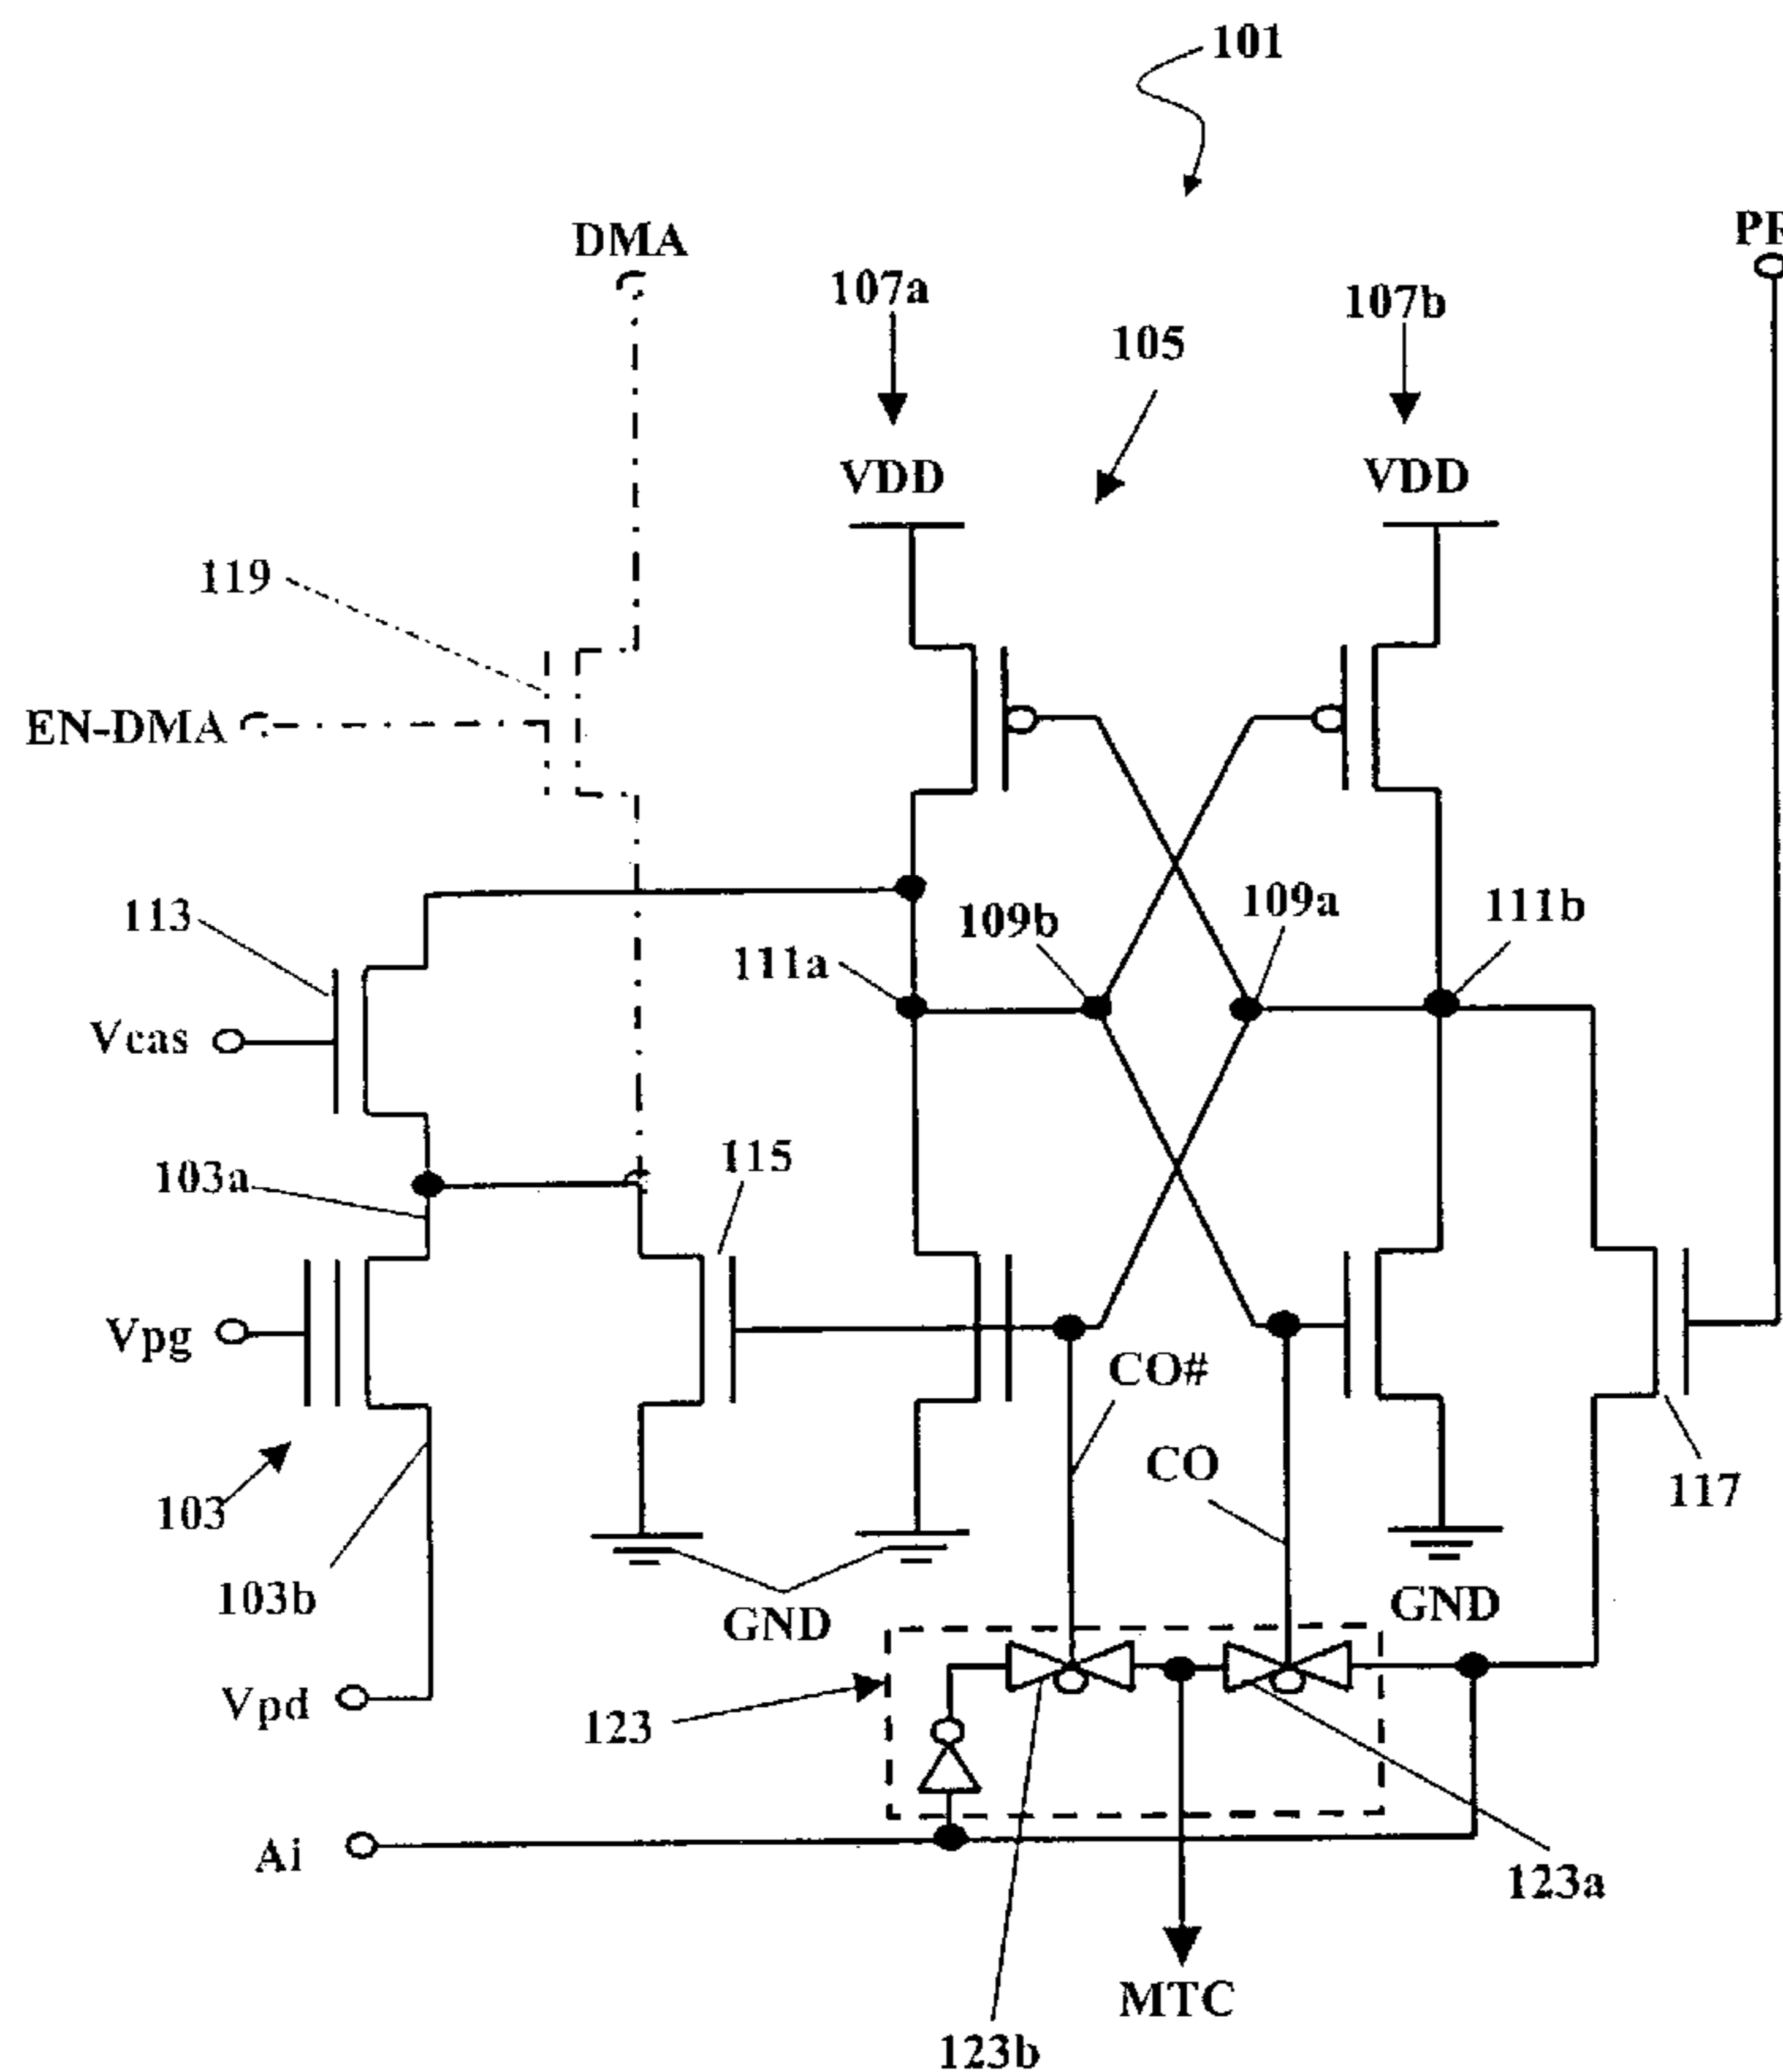 101
DMA
PR
107a
107b
105
VDD
VDD
119
EN-DMA
113
109b
109a
111b
111a
Vcas
115
103a
Vpg
CO#
CO
103
117
103b
GND
GND
Vpd
123
Ai
123a
MTC
123b